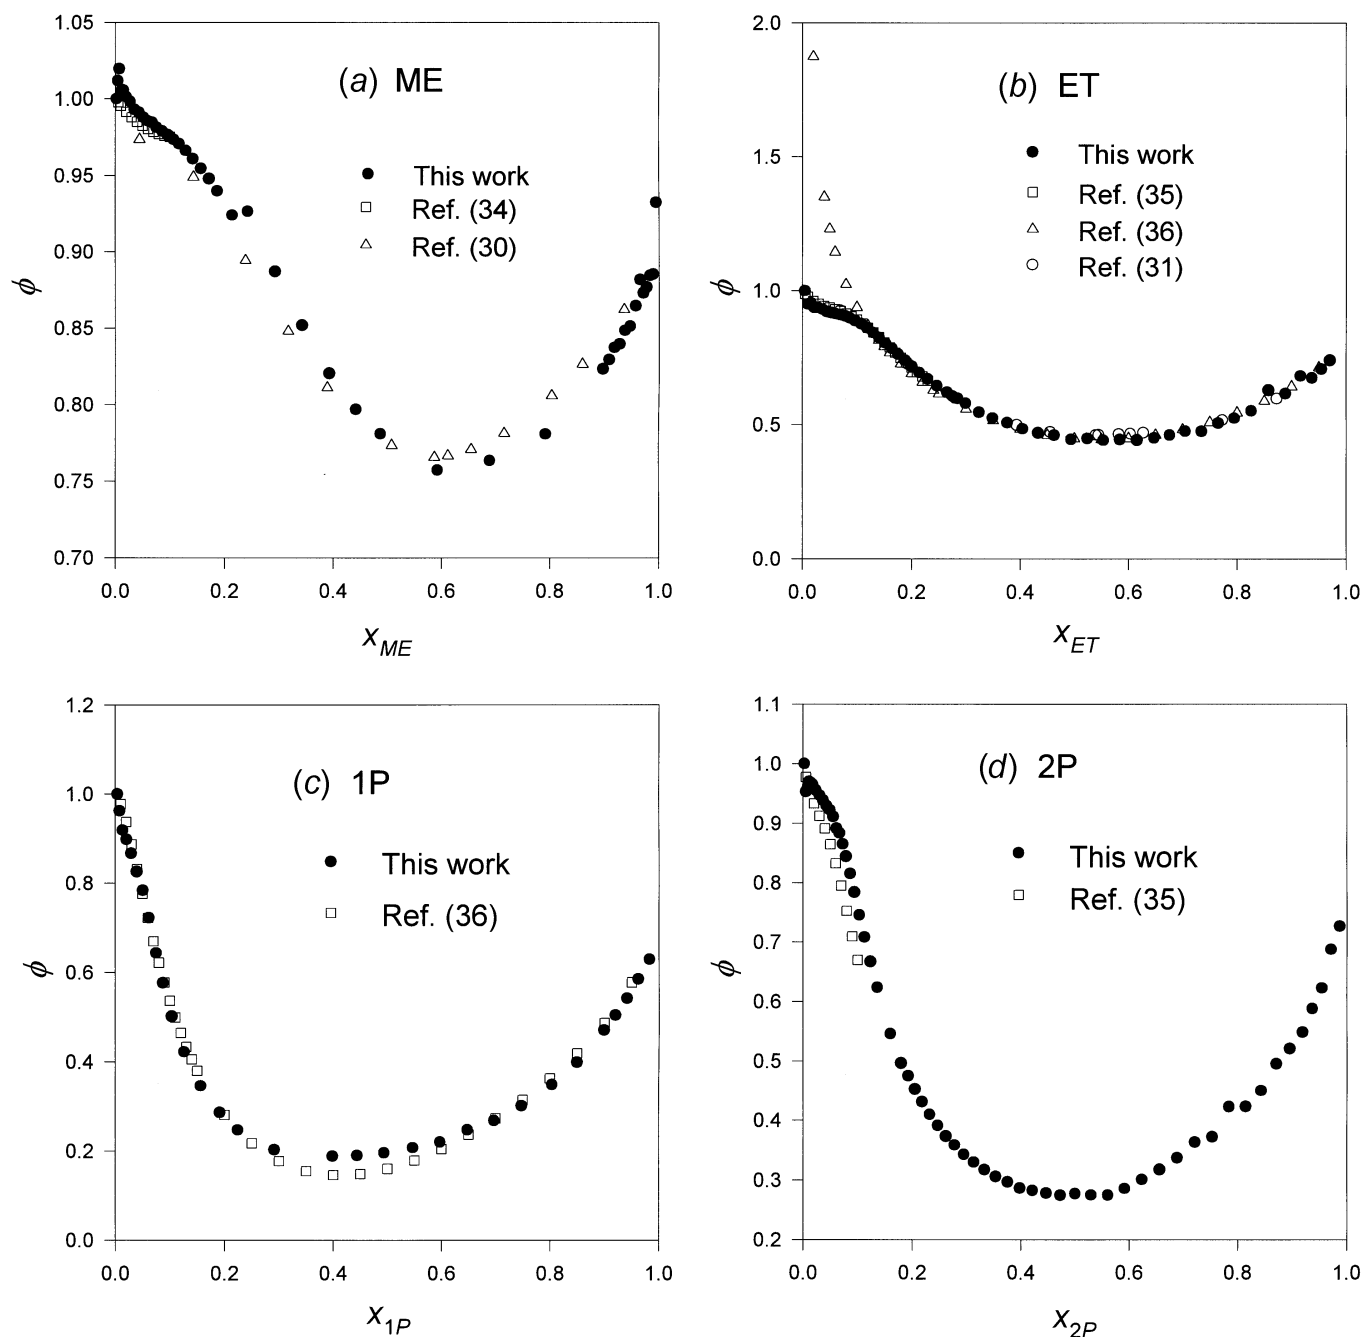 (a) ME
This work
Ref. (34)
Ref. (30)
1.05
1.00
0.95
0.90
0.85
0.80
0.75
0.70
ϕ
0.0 0.2 0.4 0.6 0.8 1.0
x_ME
(b) ET
This work
Ref. (35)
Ref. (36)
Ref. (31)
2.0
1.5
1.0
0.5
0.0
ϕ
0.0 0.2 0.4 0.6 0.8 1.0
x_ET
(c) 1P
This work
Ref. (36)
1.2
1.0
0.8
0.6
0.4
0.2
0.0
ϕ
0.0 0.2 0.4 0.6 0.8 1.0
x_1P
(d) 2P
This work
Ref. (35)
1.1
1.0
0.9
0.8
0.7
0.6
0.5
0.4
0.3
0.2
ϕ
0.0 0.2 0.4 0.6 0.8 1.0
x_2P